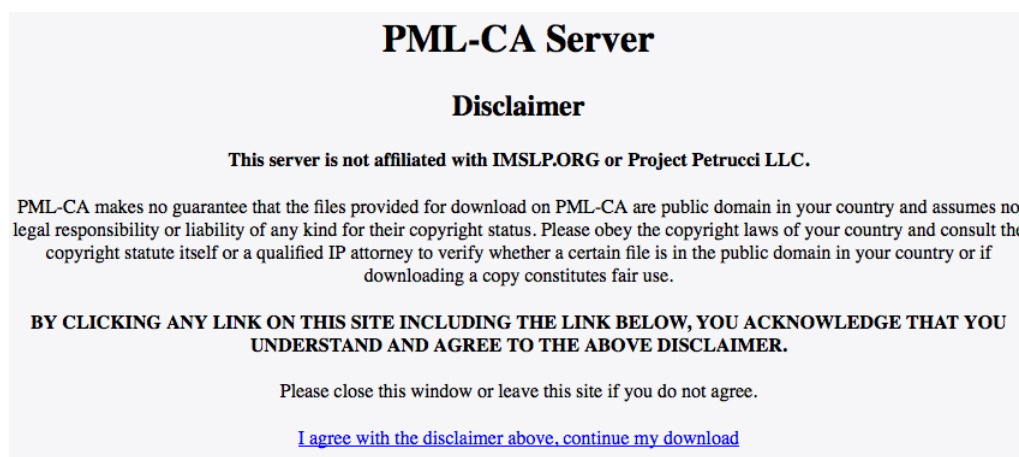 PML-CA Server
Disclaimer
This server is not affiliated with IMSLP.ORG or Project Petrucci LLC.
PML-CA makes no guarantee that the files provided for download on PML-CA are public domain in your country and assumes no
legal responsibility or liability of any kind for their copyright status. Please obey the copyright laws of your country and consult the
copyright statute itself or a qualified IP attorney to verify whether a certain file is in the public domain in your country or if
downloading a copy constitutes fair use.
BY CLICKING ANY LINK ON THIS SITE INCLUDING THE LINK BELOW, YOU ACKNOWLEDGE THAT YOU
UNDERSTAND AND AGREE TO THE ABOVE DISCLAIMER.
Please close this window or leave this site if you do not agree.
I agree with the disclaimer above, continue my download